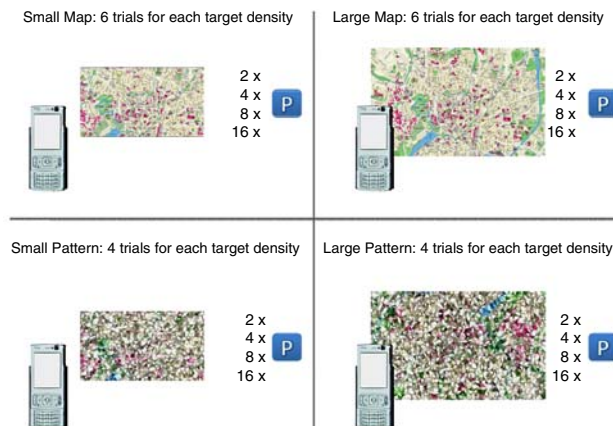 Small Map: 6 trials for each target density
2 x
4 x
8 x
16 x
P
Large Map: 6 trials for each target density
2 x
4 x
8 x
16 x
P
Small Pattern: 4 trials for each target density
2 x
4 x
8 x
16 x
P
Large Pattern: 4 trials for each target density
2 x
4 x
8 x
16 x
P